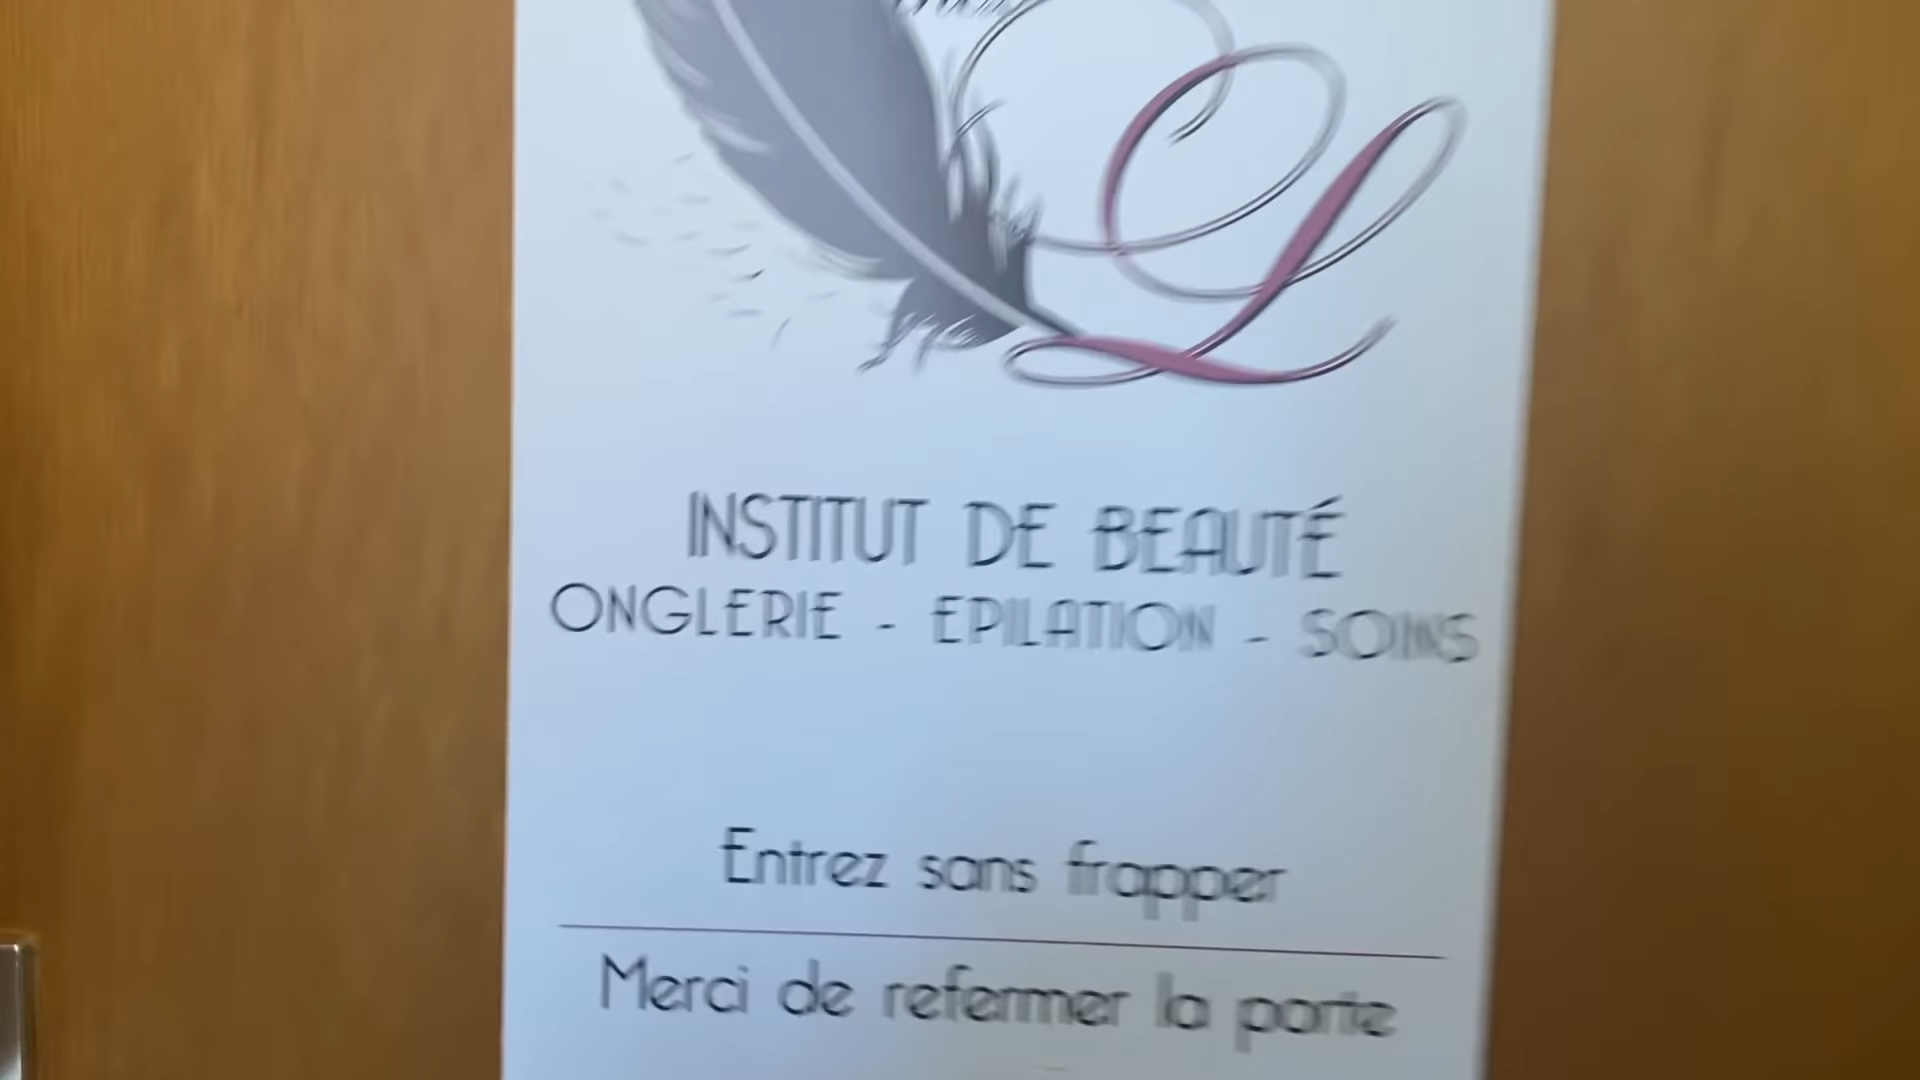 L
INSTITUT DE BEAUTÉ
ONGLERIE - EPILATION - SOINS
Entrez sans frapper
Merci de refermer la porte